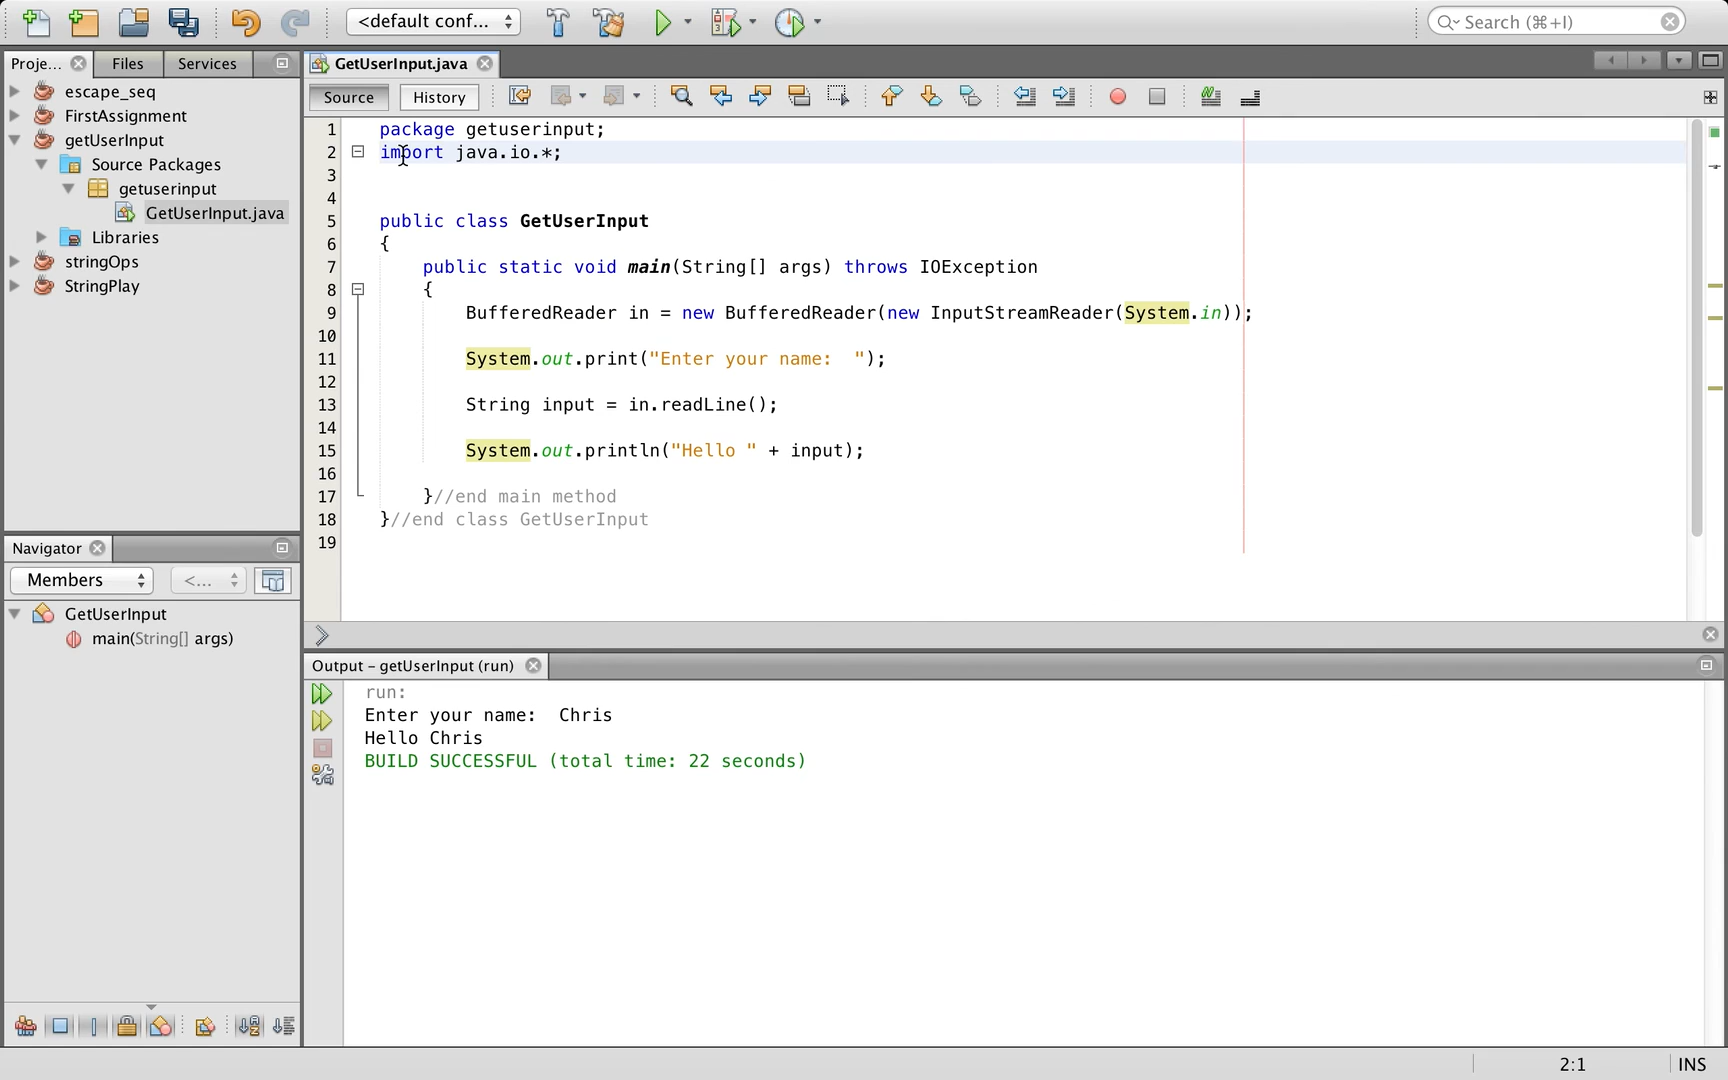 <default conf...
Search (⌘+I)
Proje...
Files
Services
escape_seq
FirstAssignment
getUserInput
Source Packages
getuserinput
GetUserInput.java
Libraries
stringOps
StringPlay
GetUserInput.java
Source
History
1 package getuserinput;
2 import java.io.*;
3
4
5 public class GetUserInput
6 {
7 public static void main(String[] args) throws IOException
8 {
9 BufferedReader in = new BufferedReader(new InputStreamReader(System.in));
10
11 System.out.print("Enter your name:  ");
12
13 String input = in.readLine();
14
15 System.out.println("Hello " + input);
16
17 }//end main method
18 }//end class GetUserInput
19
Navigator
Members
<...
GetUserInput
main(String[] args)
Output – getUserInput (run)
run:
Enter your name:  Chris
Hello Chris
BUILD SUCCESSFUL (total time: 22 seconds)
2:1
INS